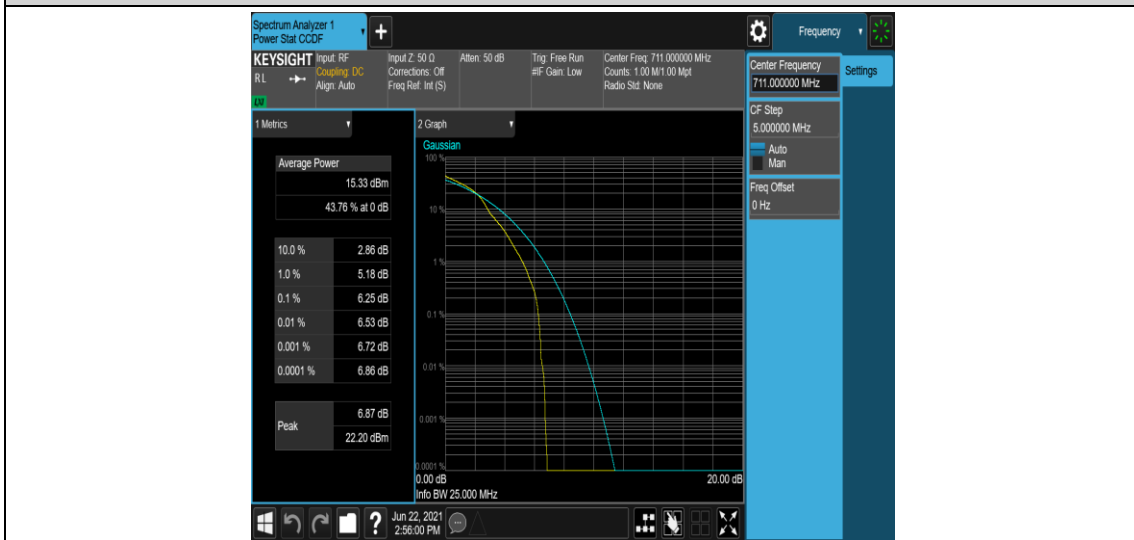 Spectrum Analyzer 1
Power Stat CCDF
+
Frequency
KEYSIGHT
RL
LXI
Input: RF
Coupling: DC
Align: Auto
Input Z: 50 Ω
Corrections: Off
Freq Ref: Int (S)
Atten: 50 dB
Trig: Free Run
#IF Gain: Low
Center Freq: 711.000000 MHz
Counts: 1.00 M/1.00 Mpt
Radio Std: None
Center Frequency
711.000000 MHz
Settings
CF Step
5.000000 MHz
Auto
Man
Freq Offset
0 Hz
1 Metrics
Average Power
15.33 dBm
43.76 % at 0 dB
10.0 % 2.86 dB
1.0 % 5.18 dB
0.1 % 6.25 dB
0.01 % 6.53 dB
0.001 % 6.72 dB
0.0001 % 6.86 dB
Peak
6.87 dB
22.20 dBm
2 Graph
Gaussian
100 %
10 %
1 %
0.1 %
0.01 %
0.001 %
0.0001 %
0.00 dB 20.00 dB
Info BW 25.000 MHz
?
Jun 22, 2021
2:56:00 PM